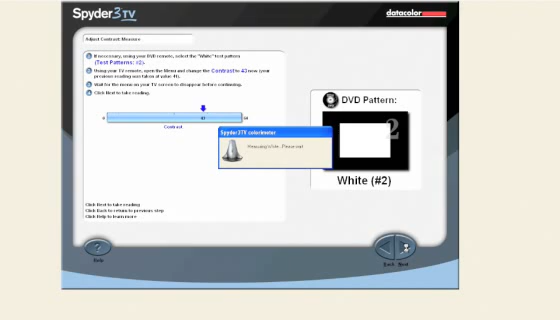 Spyder3TV
datacolor
Adjust Contrast: Measure
If necessary, using your DVD remote, select the "White" test pattern
(Test Patterns: #2).
Using your TV remote, open the Menu and change the Contrast to 43 now (your
previous reading was taken at value 41).
Wait for the menu on your TV screen to disappear before continuing.
Click Next to take reading.
0
43
Contrast
Spyder3TV colorimeter
Measuring White...Please wait
DVD Pattern:
2
White (#2)
Click Next to take reading
Click Back to return to previous step
Click Help to learn more
Help
Back Next